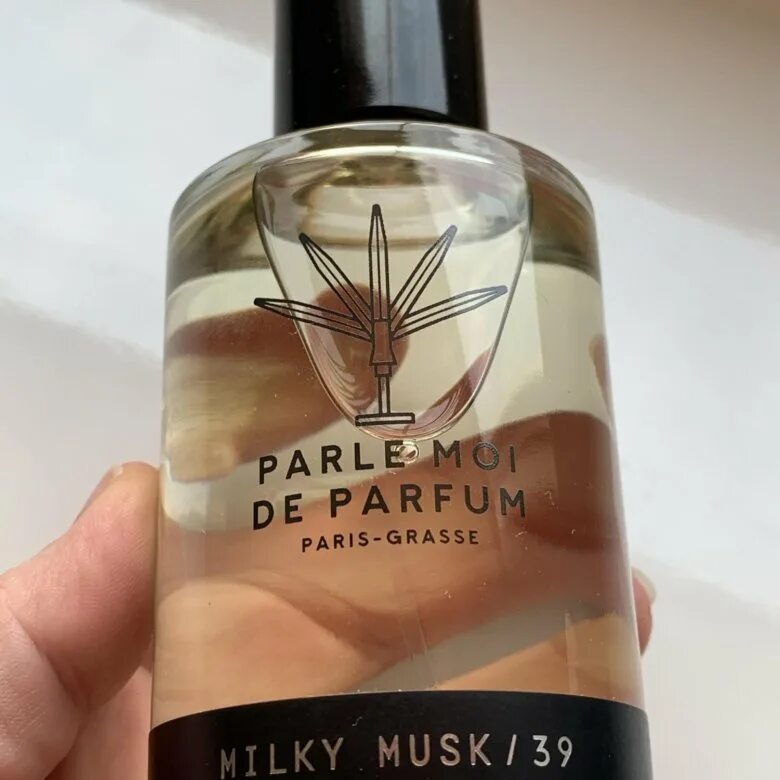 PARLE MOI
DE PARFUM
PARIS-GRASSE
MILKY MUSK/39